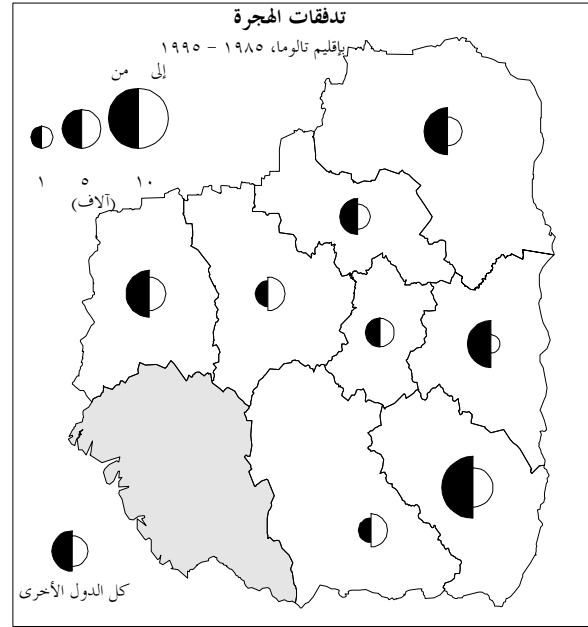 تدفقات الهجرة
بإقليم تالوما، ١٩٨٥ - ١٩٩٥
إلى من
١ ٥ ١٠
(آلاف)
كل الدول الأخرى